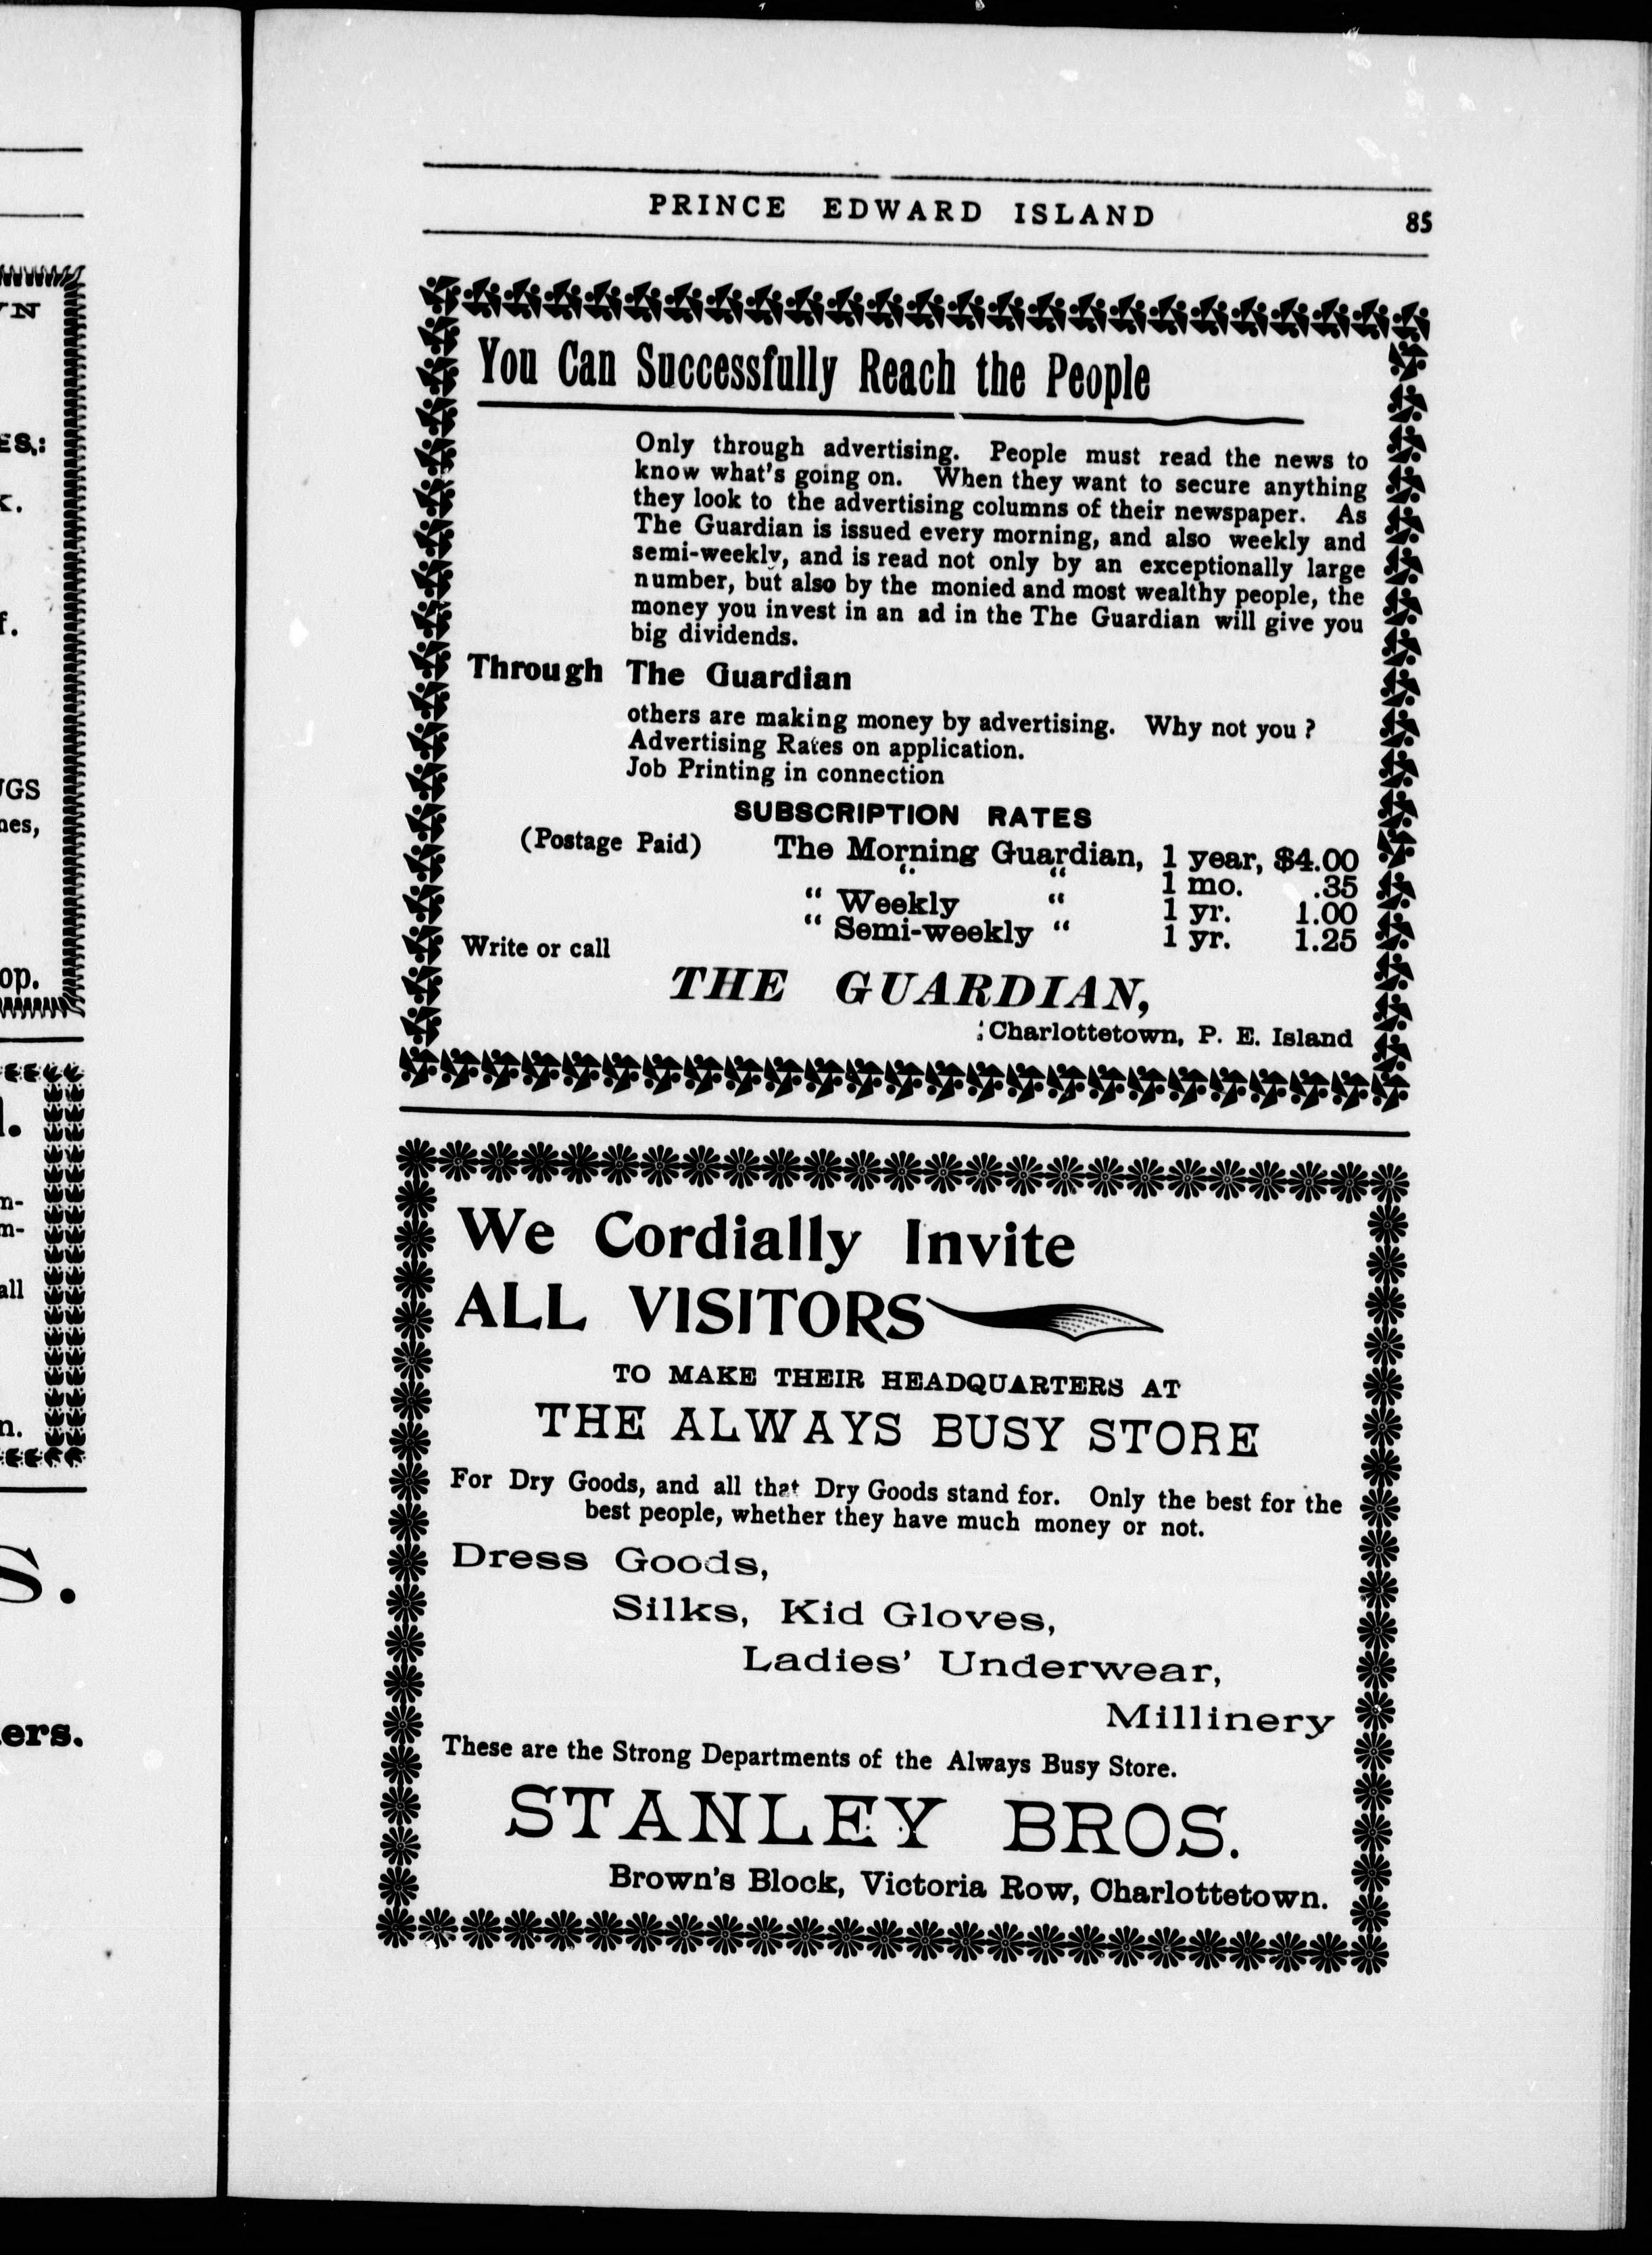 PRINCE EDWARD ISLAND 85
You Can Successfully Reach the People
Only through advertising. People must read the news to
know what's going on. When they want to secure anything
they look to the advertising columns of their newspaper. As
The Guardian is issued every morning, and also weekly and
semi-weekly, and is read not only by an exceptionally large
number, but also by the monied and most wealthy people, the
money you invest in an ad in the The Guardian will give you
big dividends.
Through The Guardian
others are making money by advertising. Why not you ?
Advertising Rates on application.
Job Printing in connection
SUBSCRIPTION RATES
(Postage Paid) The Morning Guardian, 1 year, $4.00
“ “ 1 mo. .35
“ Weekly “ 1 yr. 1.00
“ Semi-weekly “ 1 yr. 1.25
Write or call
THE GUARDIAN,
Charlottetown, P. E. Island
We Cordially Invite
ALL VISITORS
TO MAKE THEIR HEADQUARTERS AT
THE ALWAYS BUSY STORE
For Dry Goods, and all that Dry Goods stand for. Only the best for the
best people, whether they have much money or not.
Dress Goods,
Silks, Kid Gloves,
Ladies' Underwear,
Millinery
These are the Strong Departments of the Always Busy Store.
STANLEY BROS.
Brown's Block, Victoria Row, Charlottetown.